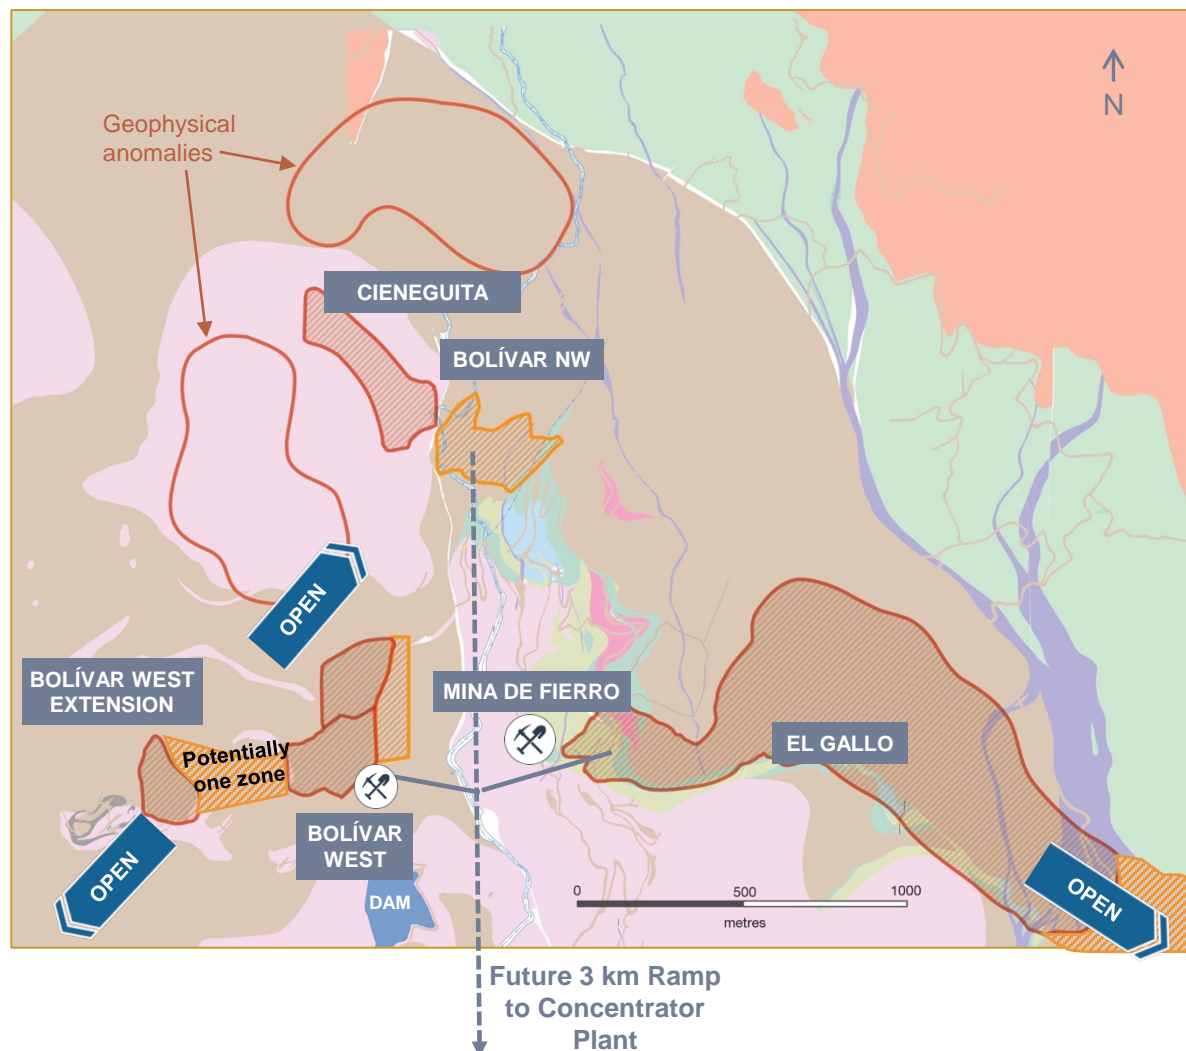 N
Geophysical
anomalies
CIENEGUITA
BOLÍVAR NW
OPEN
BOLÍVAR WEST
EXTENSION
MINA DE FIERRO
Potentially
one zone
EL GALLO
BOLÍVAR
WEST
OPEN
DAM
OPEN
0 500 1000
metres
Future 3 km Ramp
to Concentrator
Plant